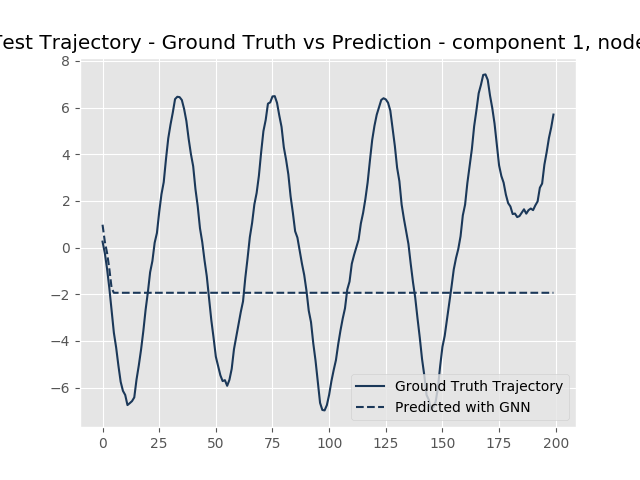 Test Trajectory - Ground Truth vs Prediction - component 1, node
8
6
4
2
0
−2
−4
−6
0 25 50 75 100 125 150 175 200
Ground Truth Trajectory
Predicted with GNN